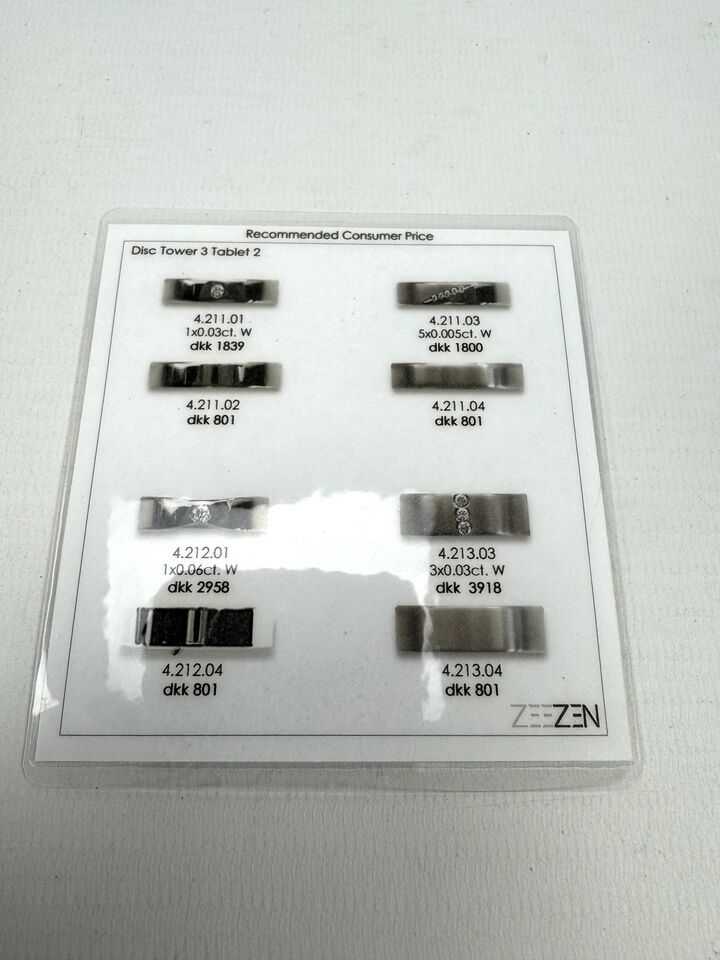 Recommended Consumer Price
Disc Tower 3 Tablet 2
4.211.01
1x0.03ct. W
dkk 1839
4.211.03
5x0.005ct. W
dkk 1800
4.211.02
dkk 801
4.211.04
dkk 801
4.212.01
1x0.06ct. W
dkk 2958
4.213.03
3x0.03ct. W
dkk 3918
4.212.04
dkk 801
4.213.04
dkk 801
ZEEZEN